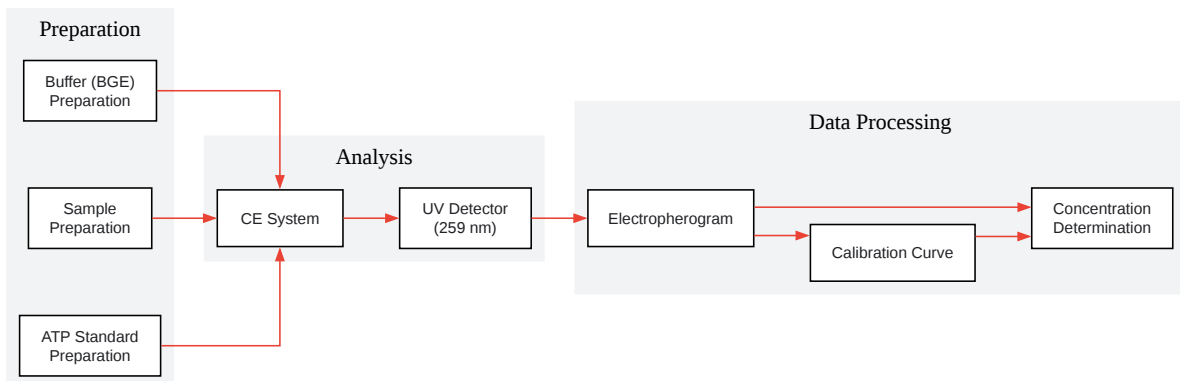 Preparation
Buffer (BGE)
Preparation
Sample
Preparation
ATP Standard
Preparation
Analysis
CE System
UV Detector
(259 nm)
Data Processing
Electropherogram
Calibration Curve
Concentration
Determination